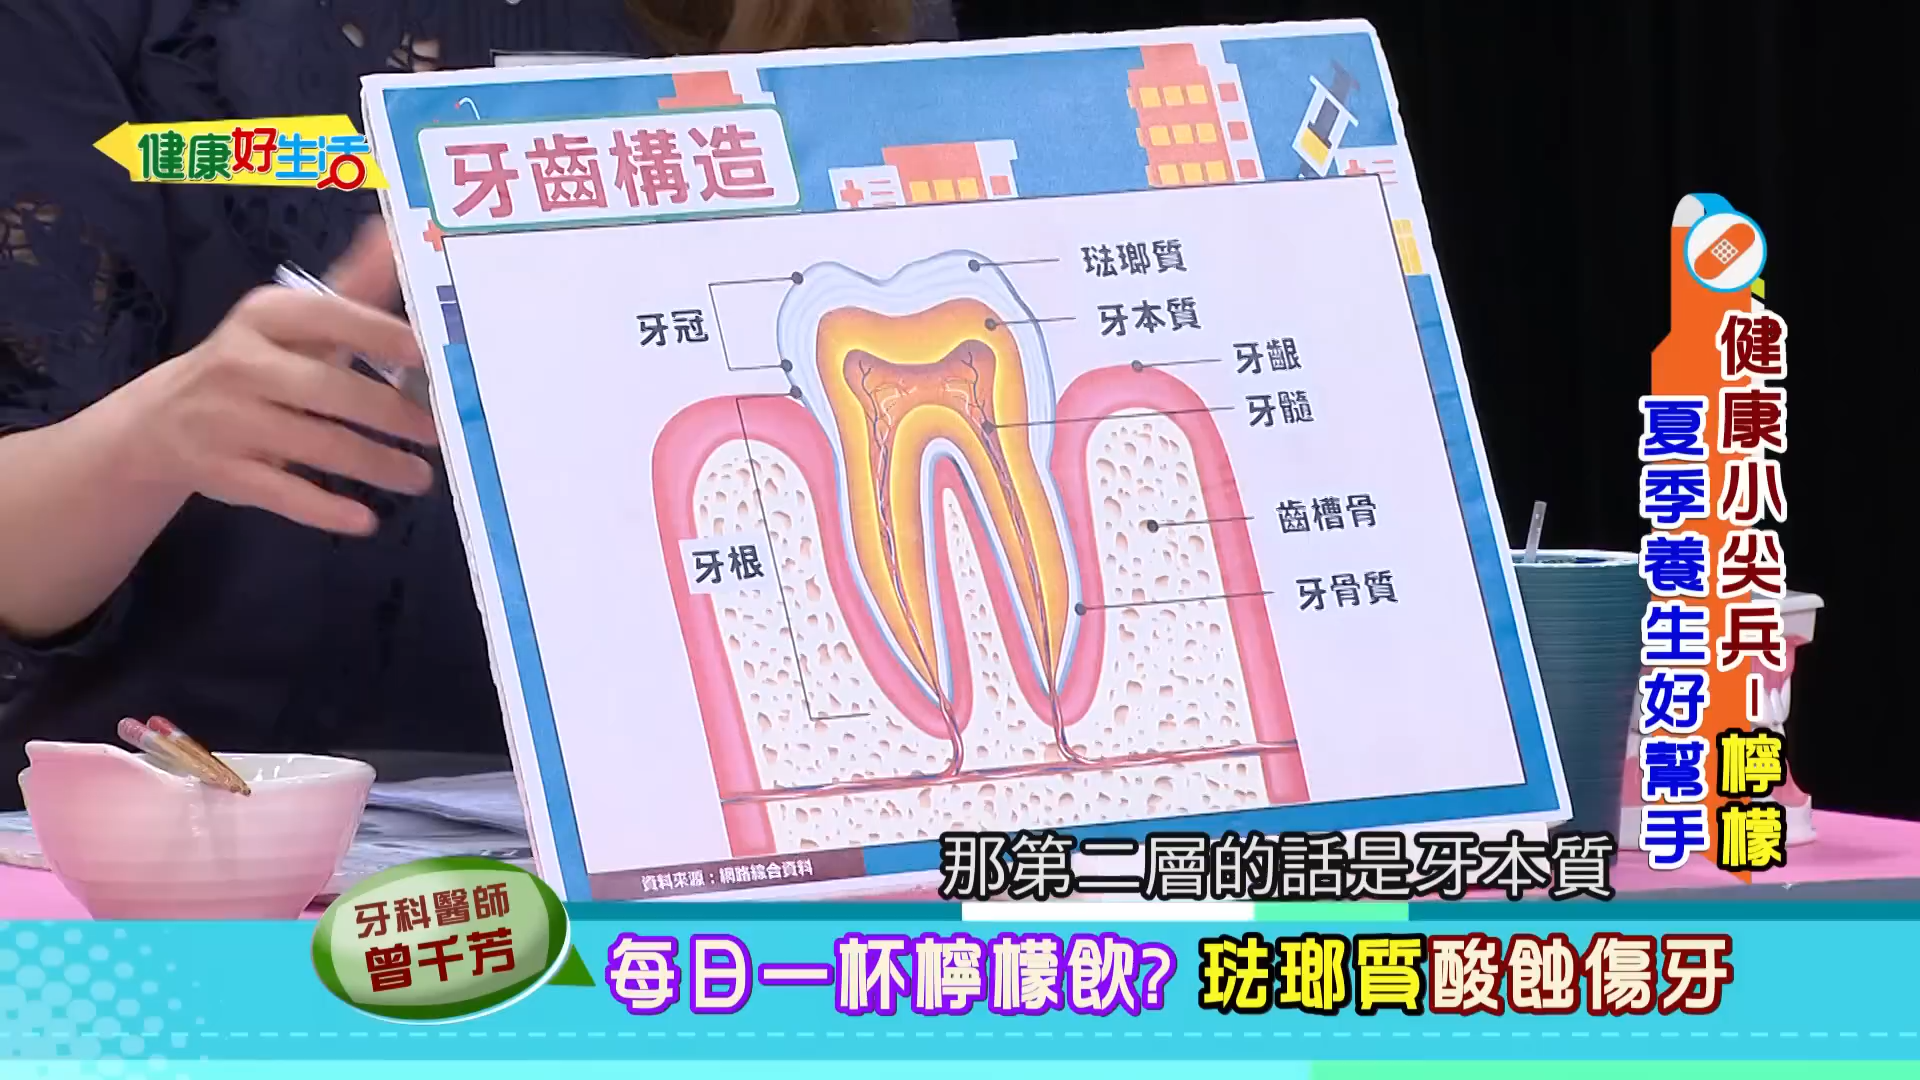 健康好生活
牙齒構造
琺瑯質
牙冠
牙本質
牙齦
牙髓
齒槽骨
牙根
牙骨質
資料來源：網路綜合資料
健康小尖兵-檸檬
夏季養生好幫手
那第二層的話是牙本質
牙科醫師
曾千芳
每日一杯檸檬飲? 琺瑯質酸蝕傷牙